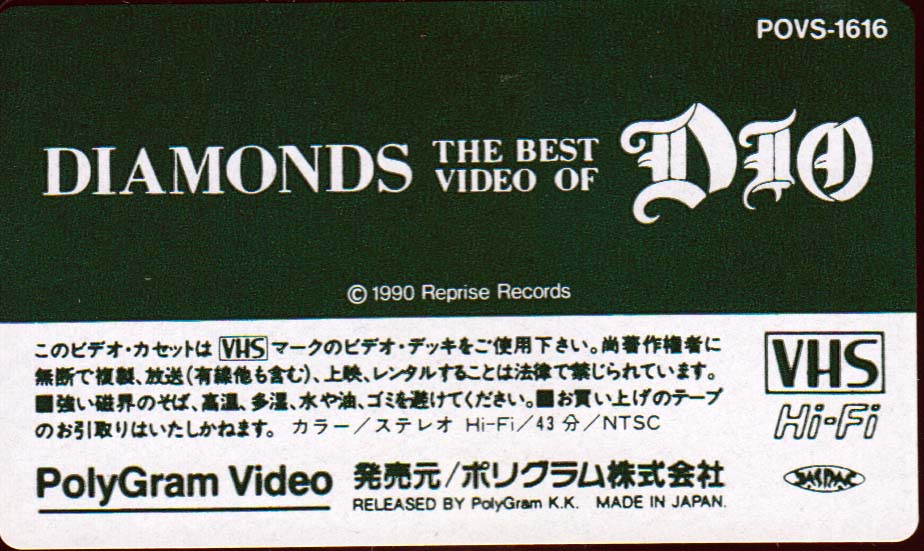 POVS-1616
DIAMONDS THE BEST VIDEO OF DIO
© 1990 Reprise Records
このビデオ・カセットは VHS マークのビデオ・デッキをご使用下さい。尚著作権者に
無断で複製、放送(有線他も含む)、上映、レンタルすることは法律で禁じられています。
■強い磁界のそば、高温、多湿、水や油、ゴミを避けてください。■お買い上げのテープ
のお引取りはいたしかねます。 カラー/ステレオ Hi-Fi/43分/NTSC
VHS
Hi-Fi
PolyGram Video 発売元/ポリグラム株式会社
RELEASED BY PolyGram K.K. MADE IN JAPAN.